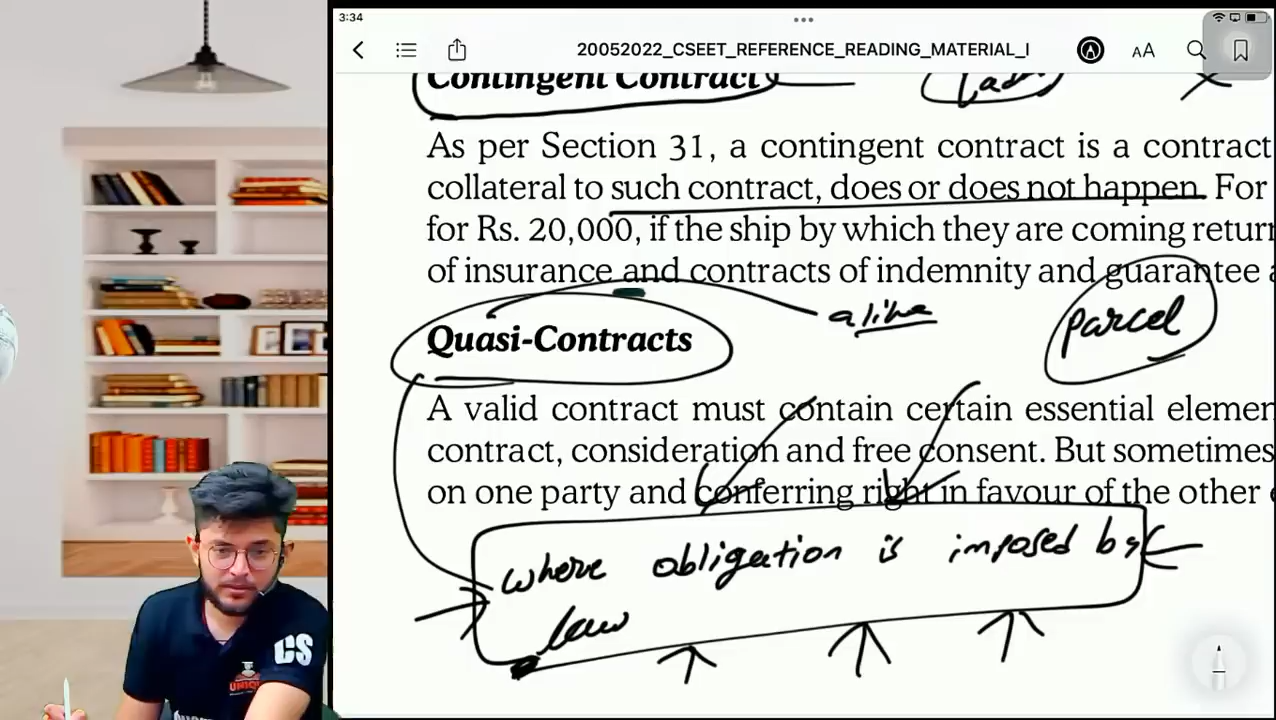 3:34
20052022_CSEET_REFERENCE_READING_MATERIAL_I
AA
Contingent Contract
As per Section 31, a contingent contract is a contract
collateral to such contract, does or does not happen. For
for Rs. 20,000, if the ship by which they are coming return
of insurance and contracts of indemnity and guarantee a
alike
parcel
Quasi-Contracts
A valid contract must contain certain essential elemen
contract, consideration and free consent. But sometimes
on one party and conferring right in favour of the other
where obligation is imposed by
law
CS
UNIQUE